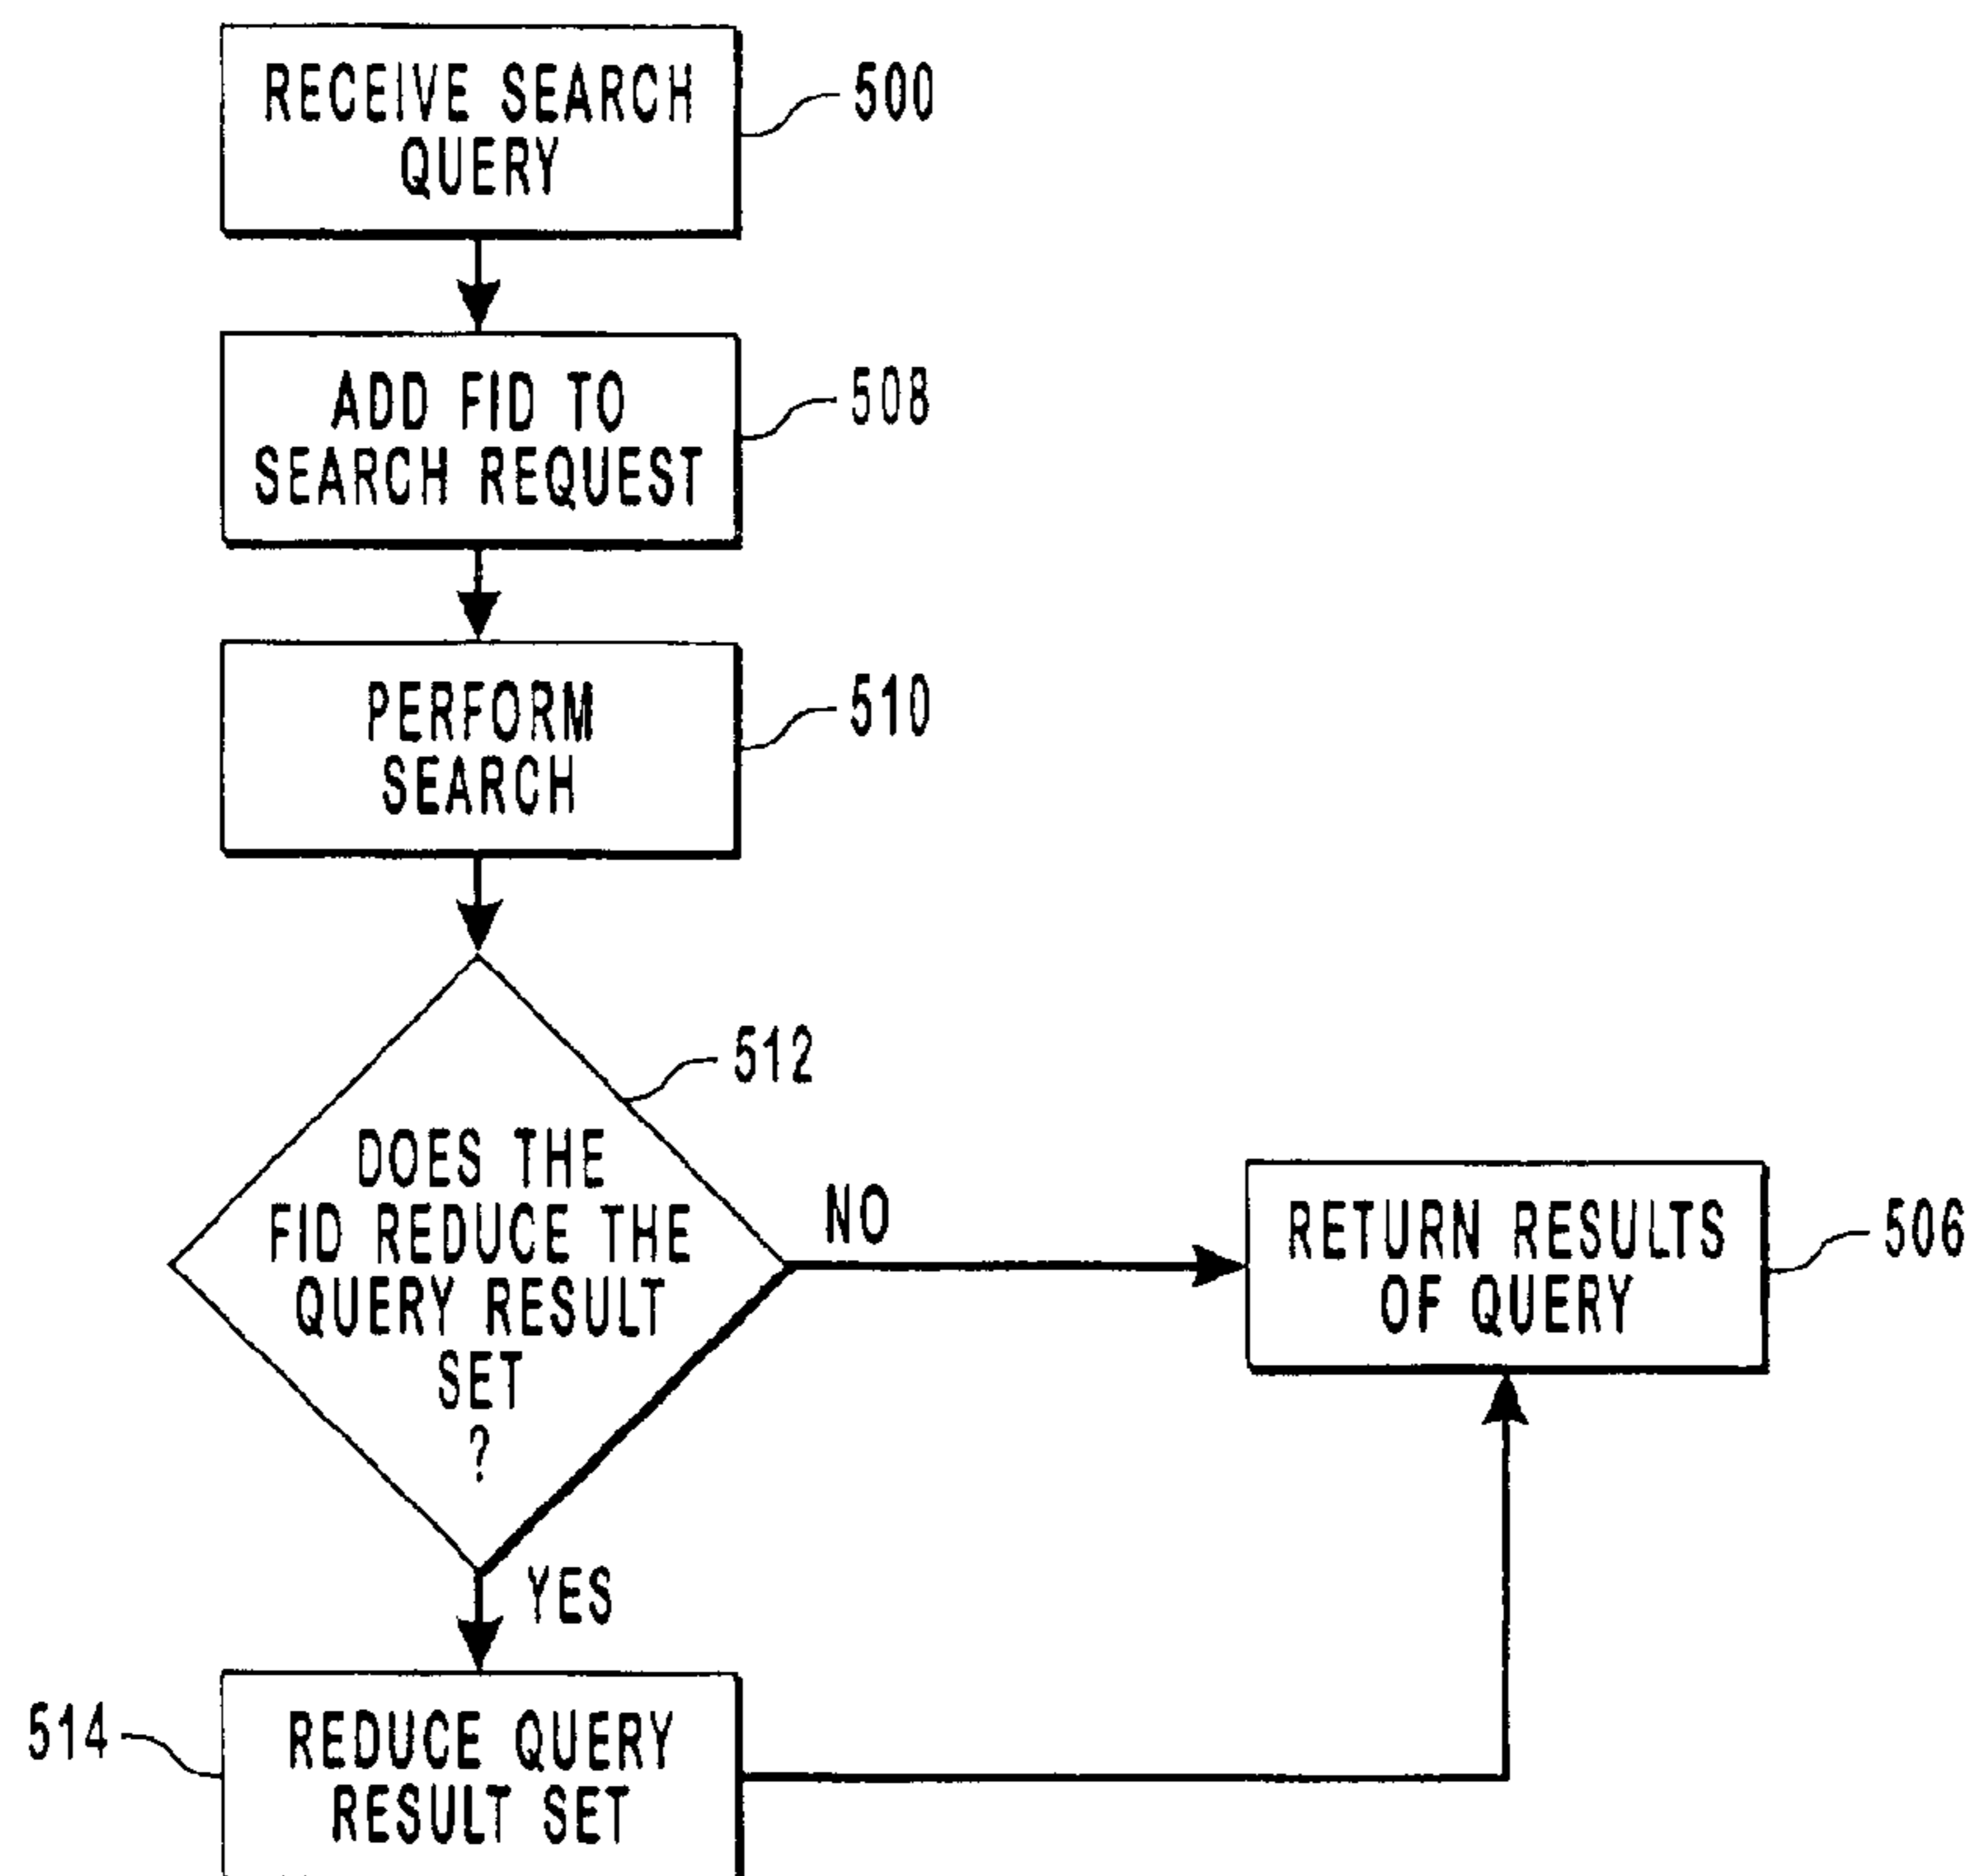 RECEIVE SEARCH
QUERY
500
ADD FID TO
SEARCH REQUEST
508
PERFORM
SEARCH
510
512
DOES THE
FID REDUCE THE
QUERY RESULT
SET
?
NO
RETURN RESULTS
OF QUERY
506
YES
514
REDUCE QUERY
RESULT SET